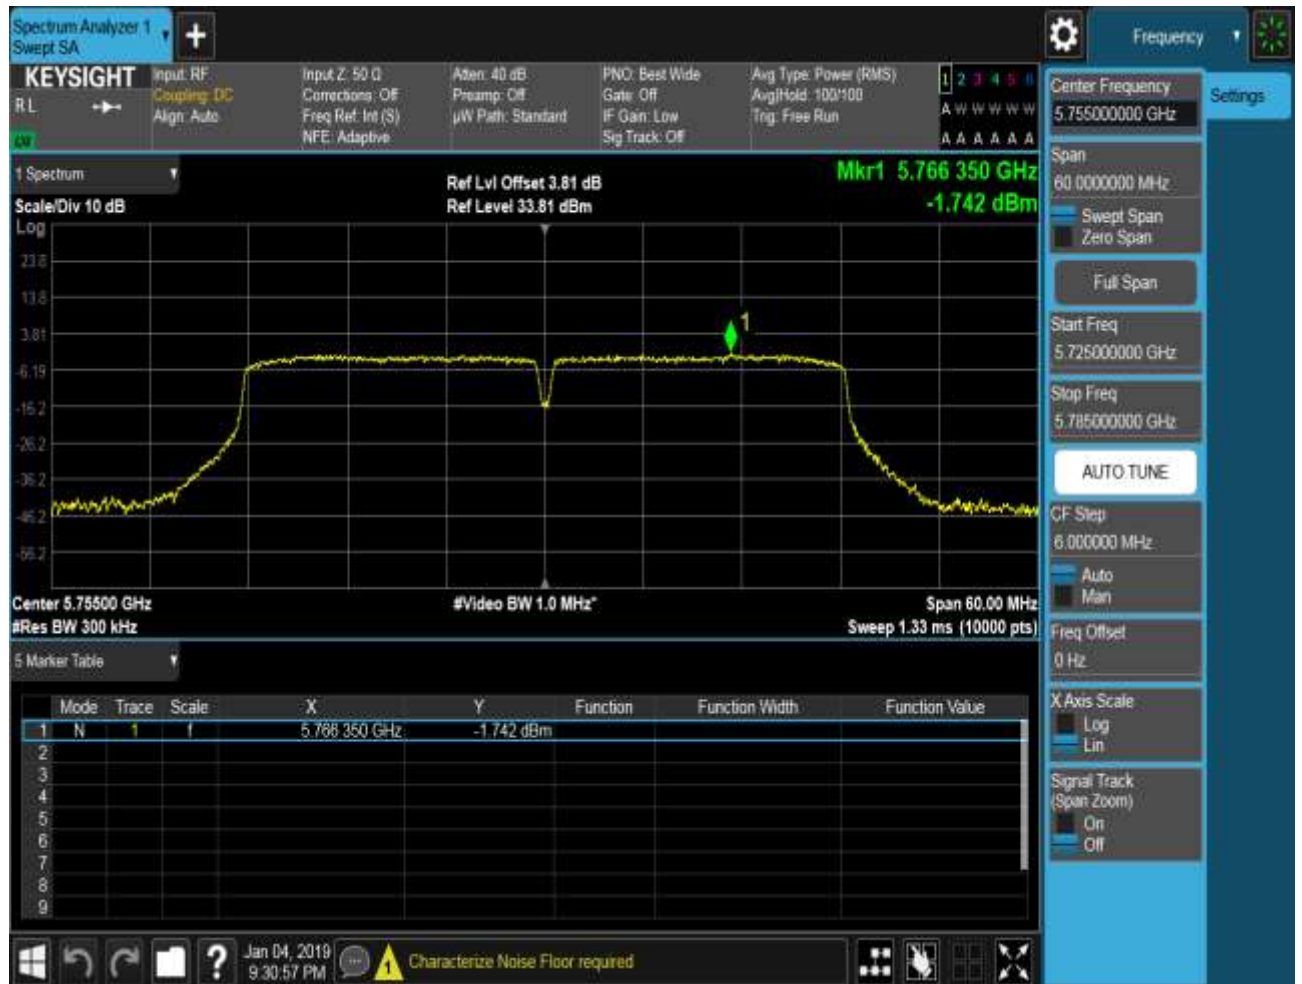 Spectrum Analyzer 1
Swept SA
+
Frequency
KEYSIGHT
RL
Input: RF
Coupling: DC
Align: Auto
Input Z: 50 Ω
Corrections: Off
Freq Ref: Int (S)
NFE: Adaptive
Atten: 40 dB
Preamp: Off
µW Path: Standard
PNO: Best Wide
Gate: Off
IF Gain: Low
Sig Track: Off
Avg Type: Power (RMS)
Avg|Hold: 100/100
Trig: Free Run
1 2 3 4 5 6
A W W W W W
A A A A A A
1 Spectrum
Scale/Div 10 dB
Ref Lvl Offset 3.81 dB
Ref Level 33.81 dBm
Mkr1 5.766 350 GHz
-1.742 dBm
Log
23.8
13.8
3.81
-6.19
-16.2
-26.2
-36.2
-46.2
-56.2
1
Center 5.75500 GHz
#Res BW 300 kHz
#Video BW 1.0 MHz*
Span 60.00 MHz
Sweep 1.33 ms (10000 pts)
5 Marker Table
Mode Trace Scale X Y Function Function Width Function Value
1 N 1 f 5.766 350 GHz -1.742 dBm
2
3
4
5
6
7
8
9
Center Frequency
5.755000000 GHz
Settings
Span
60.0000000 MHz
Swept Span
Zero Span
Full Span
Start Freq
5.725000000 GHz
Stop Freq
5.785000000 GHz
AUTO TUNE
CF Step
6.000000 MHz
Auto
Man
Freq Offset
0 Hz
X Axis Scale
Log
Lin
Signal Track
(Span Zoom)
On
Off
?
Jan 04, 2019
9:30:57 PM
1
Characterize Noise Floor required